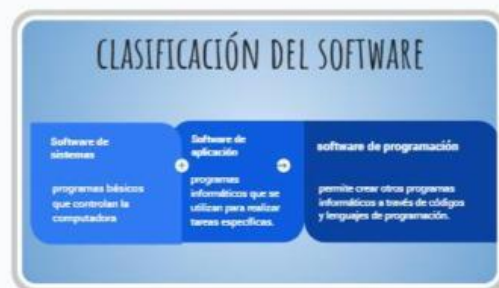 CLASIFICACIÓN DEL SOFTWARE
Software de
sistemas
programas básicos
que controlan la
computadora
Software de
aplicación
programas
informáticos que se
utilizan para realizar
tareas específicas.
software de programación
permite crear otros programas
informáticos a través de códigos
y lenguajes de programación.